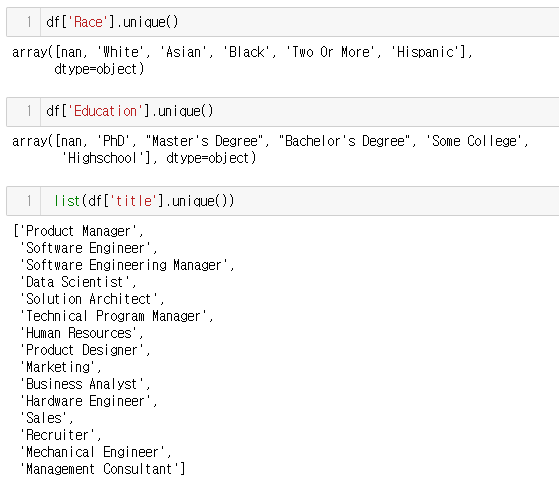 1 df['Race'].unique()
array([nan, 'White', 'Asian', 'Black', 'Two Or More', 'Hispanic'],
dtype=object)
1 df['Education'].unique()
array([nan, 'PhD', "Master's Degree", "Bachelor's Degree", 'Some College',
'Highschool'], dtype=object)
1 list(df['title'].unique())
['Product Manager',
'Software Engineer',
'Software Engineering Manager',
'Data Scientist',
'Solution Architect',
'Technical Program Manager',
'Human Resources',
'Product Designer',
'Marketing',
'Business Analyst',
'Hardware Engineer',
'Sales',
'Recruiter',
'Mechanical Engineer',
'Management Consultant']